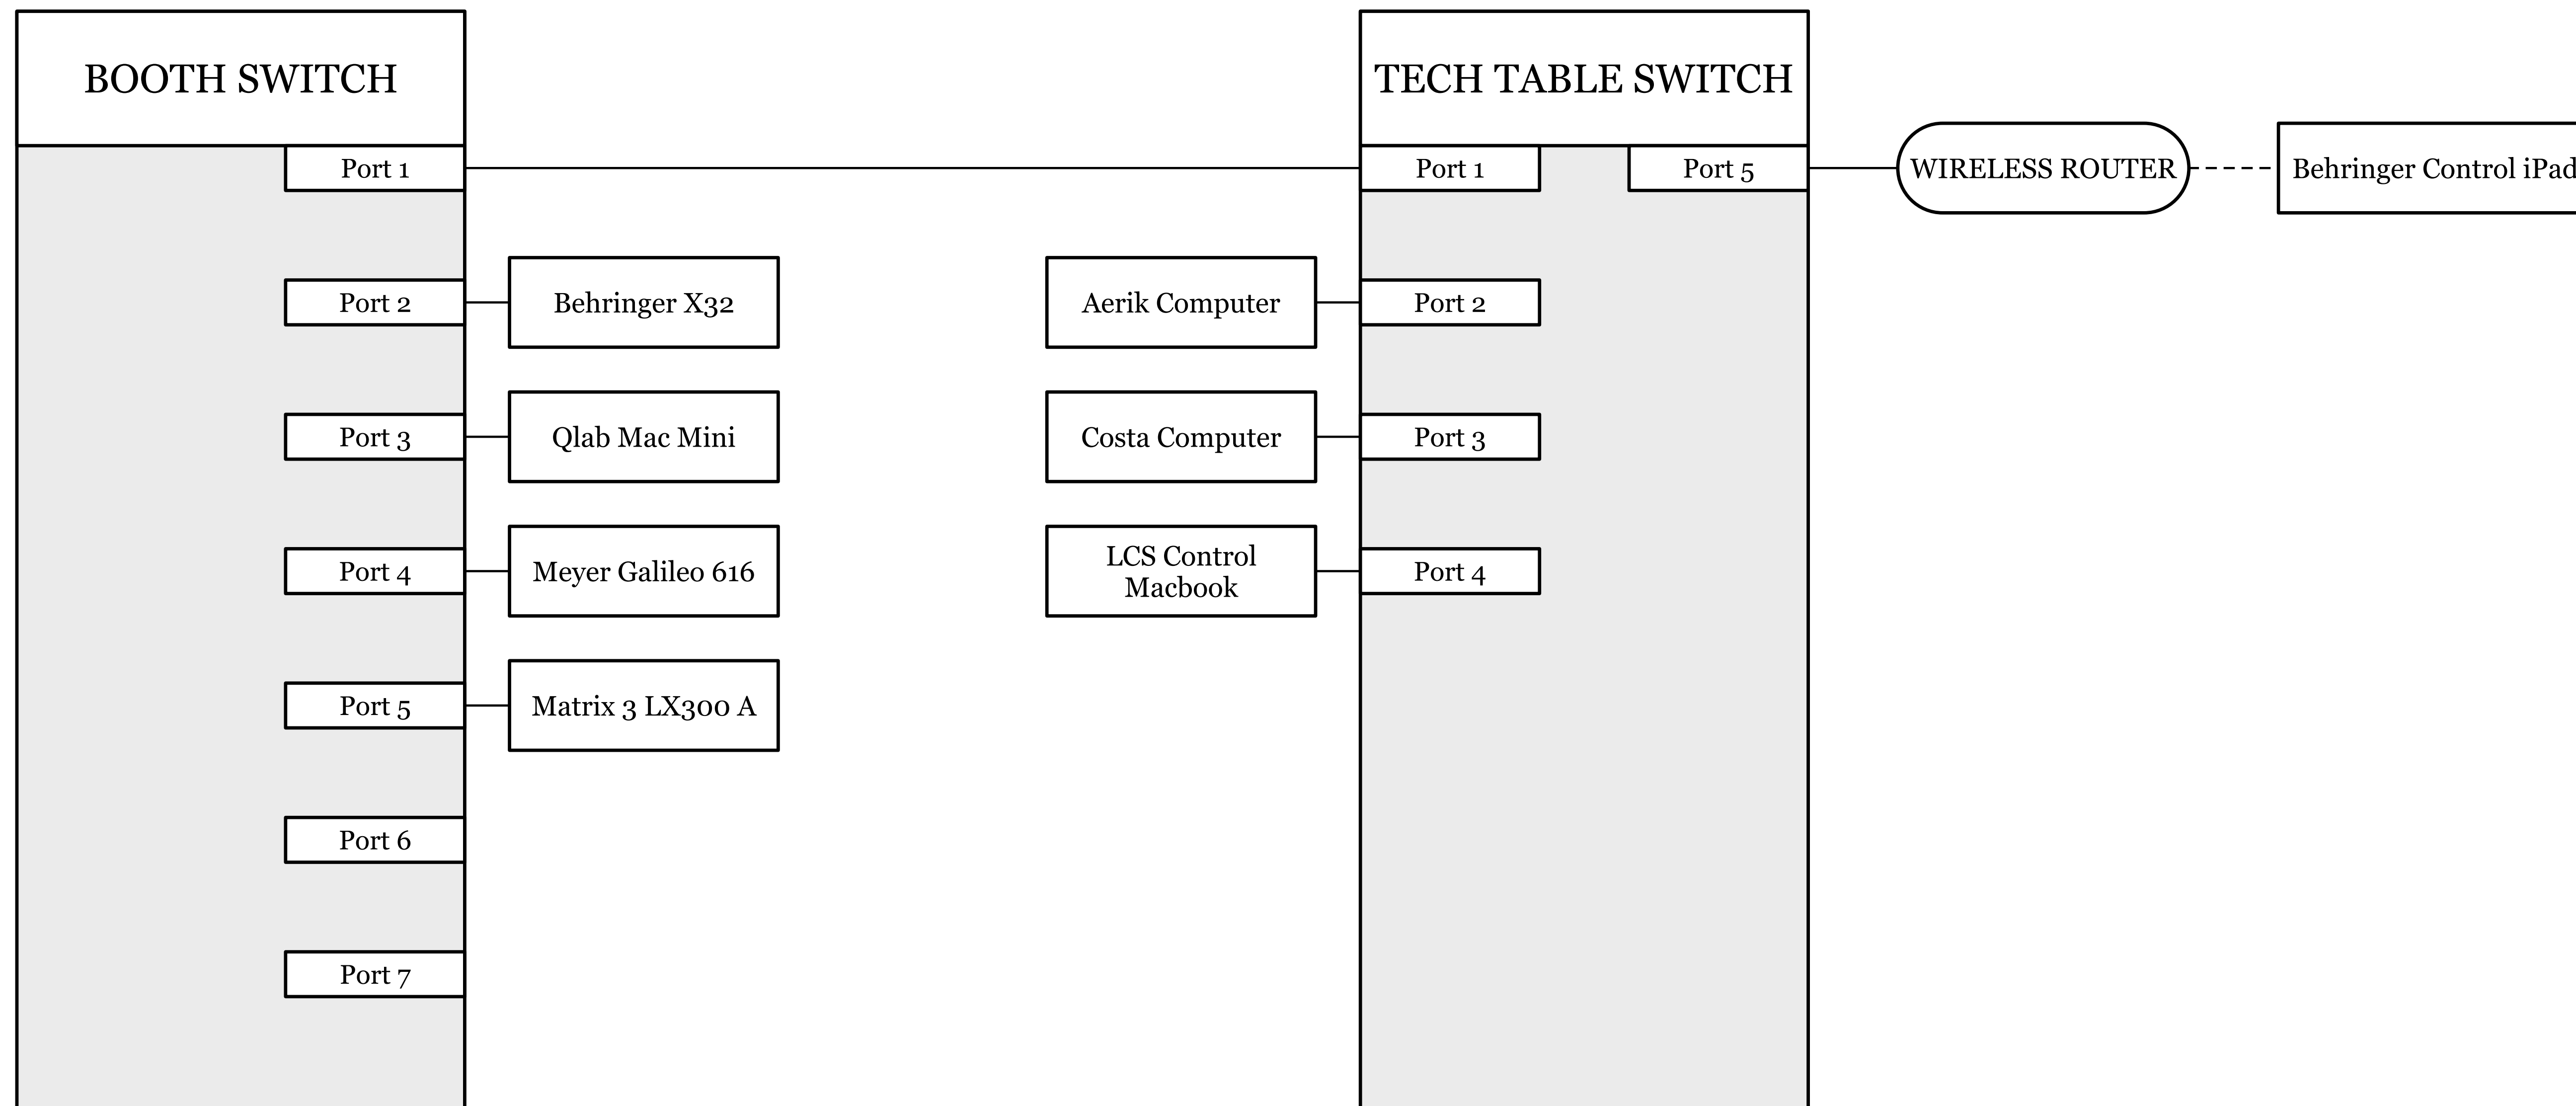 BOOTH SWITCH
TECH TABLE SWITCH
Port 1
Port 1
Port 5
WIRELESS ROUTER
Behringer Control iPad
Port 2
Behringer X32
Aerik Computer
Port 2
Port 3
Qlab Mac Mini
Costa Computer
Port 3
Port 4
Meyer Galileo 616
LCS Control
Macbook
Port 4
Port 5
Matrix 3 LX300 A
Port 6
Port 7